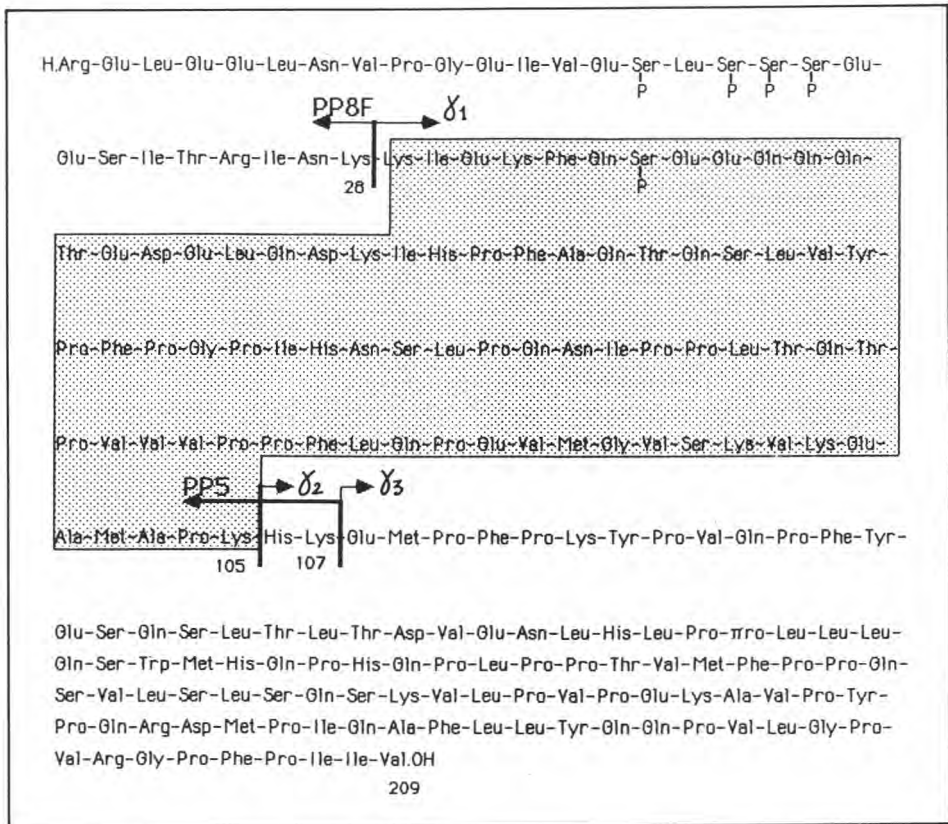 H.Arg-Glu-Leu-Glu-Glu-Leu-Asn-Val-Pro-Gly-Glu-Ile-Val-Glu-Ser-Leu-Ser-Ser-Ser-Glu-
P P P P
PP8F γ1
Glu-Ser-Ile-Thr-Arg-Ile-Asn-Lys-Lys-Ile-Glu-Lys-Phe-Gln-Ser-Glu-Glu-Gln-Gln-Gln-
28 P
Thr-Glu-Asp-Glu-Leu-Gln-Asp-Lys-Ile-His-Pro-Phe-Ala-Gln-Thr-Gln-Ser-Leu-Val-Tyr-
Pro-Phe-Pro-Gly-Pro-Ile-His-Asn-Ser-Leu-Pro-Gln-Asn-Ile-Pro-Pro-Leu-Thr-Gln-Thr-
Pro-Val-Val-Val-Pro-Pro-Phe-Leu-Gln-Pro-Glu-Val-Met-Gly-Val-Ser-Lys-Val-Lys-Glu-
PP5 γ2 γ3
Ala-Met-Ala-Pro-Lys-His-Lys-Glu-Met-Pro-Phe-Pro-Lys-Tyr-Pro-Val-Gln-Pro-Phe-Tyr-
105 107
Glu-Ser-Gln-Ser-Leu-Thr-Leu-Thr-Asp-Val-Glu-Asn-Leu-His-Leu-Pro-πro-Leu-Leu-Leu-
Gln-Ser-Trp-Met-His-Gln-Pro-His-Gln-Pro-Leu-Pro-Pro-Thr-Val-Met-Phe-Pro-Pro-Gln-
Ser-Val-Leu-Ser-Leu-Ser-Gln-Ser-Lys-Val-Leu-Pro-Val-Pro-Glu-Lys-Ala-Val-Pro-Tyr-
Pro-Gln-Arg-Asp-Met-Pro-Ile-Gln-Ala-Phe-Leu-Leu-Tyr-Gln-Gln-Pro-Val-Leu-Gly-Pro-
Val-Arg-Gly-Pro-Phe-Pro-Ile-Ile-Val.OH
209